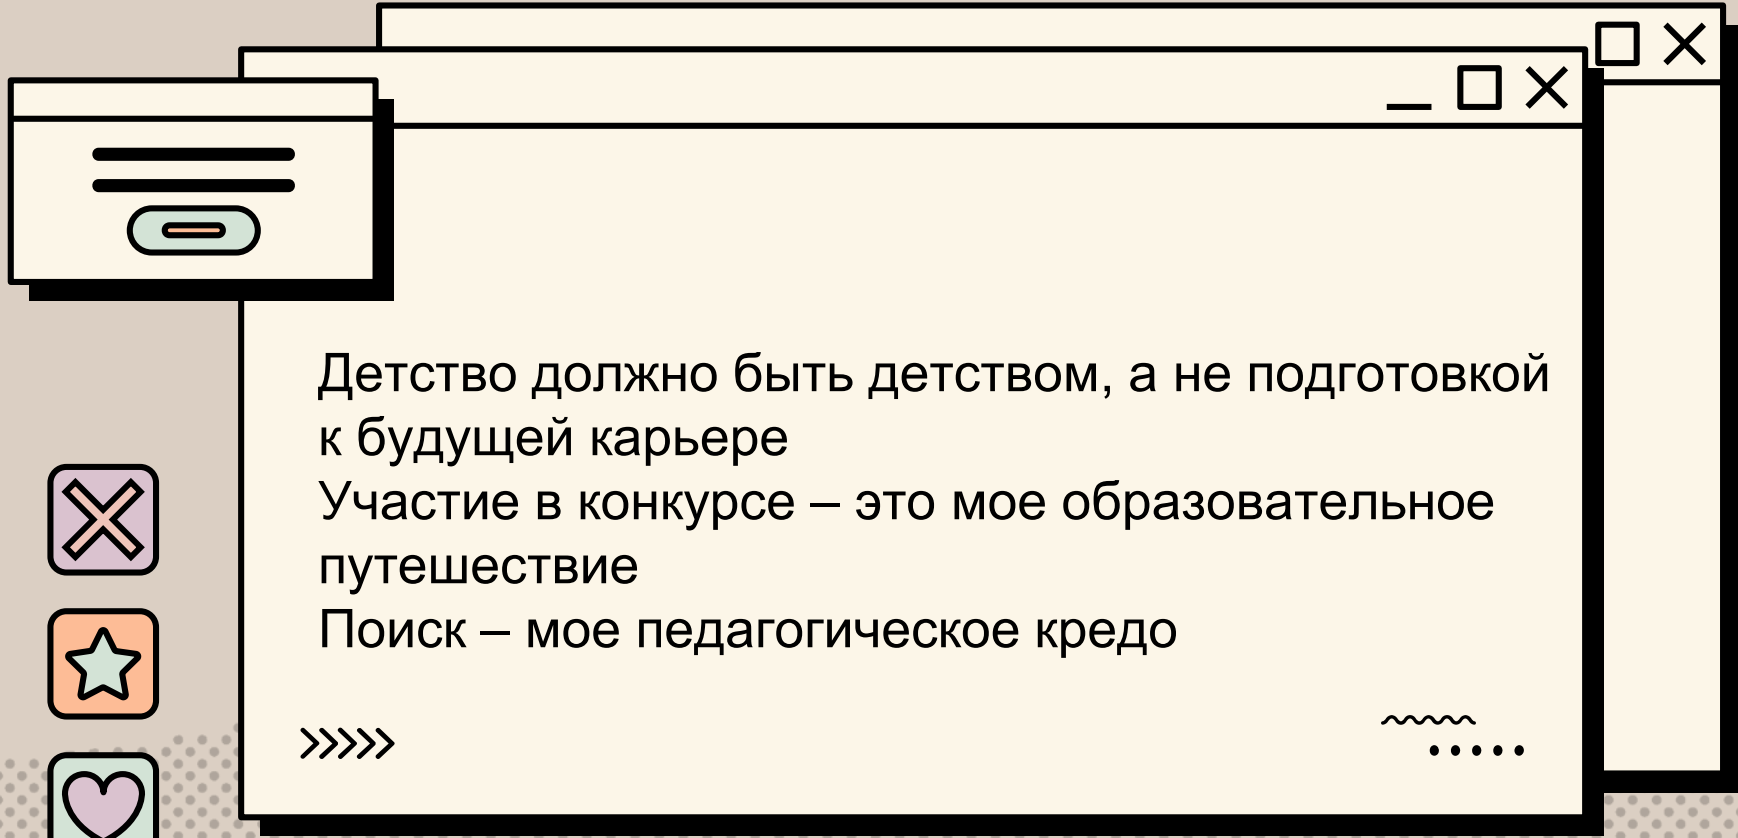 Детство должно быть детством, а не подготовкой
к будущей карьере
Участие в конкурсе – это мое образовательное
путешествие
Поиск – мое педагогическое кредо